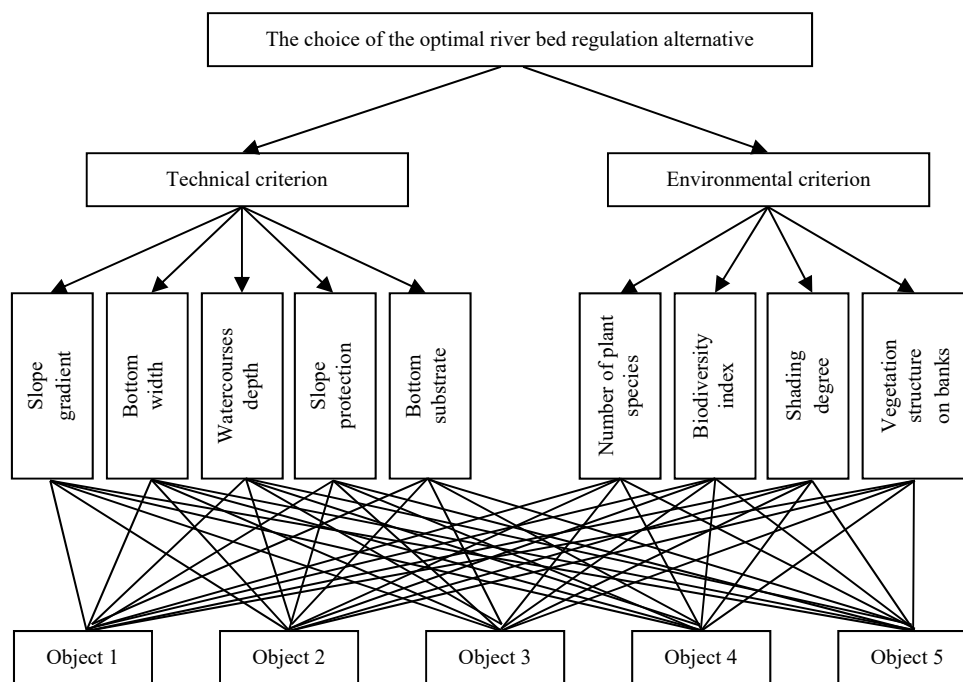 The choice of the optimal river bed regulation alternative
Technical criterion
Environmental criterion
Slope
gradient
Bottom
width
Watercourses
depth
Slope
protection
Bottom
substrate
Number of plant
species
Biodiversity
index
Shading
degree
Vegetation
structure
on banks
Object 1
Object 2
Object 3
Object 4
Object 5